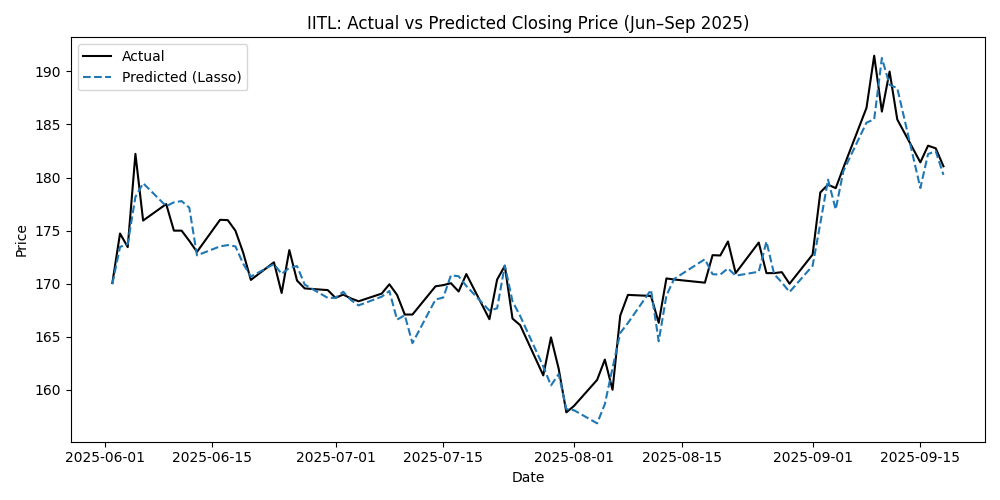 IITL: Actual vs Predicted Closing Price (Jun–Sep 2025)
Actual
Predicted (Lasso)
Price
190
185
180
175
170
165
160
2025-06-01 2025-06-15 2025-07-01 2025-07-15 2025-08-01 2025-08-15 2025-09-01 2025-09-15
Date